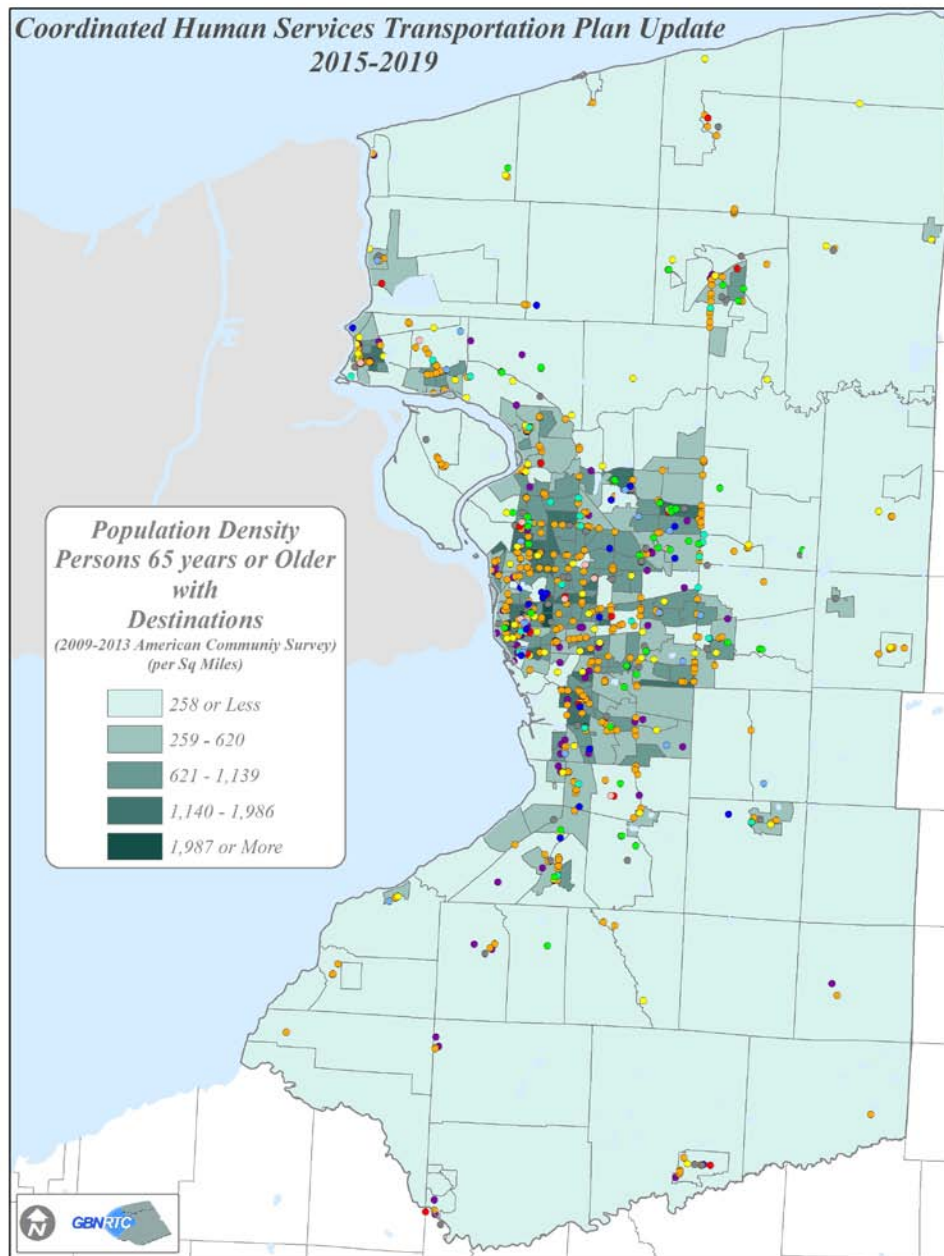 Coordinated Human Services Transportation Plan Update
2015-2019
Population Density
Persons 65 years or Older
with
Destinations
(2009-2013 American Communiy Survey)
(per Sq Miles)
258 or Less
259 - 620
621 - 1,139
1,140 - 1,986
1,987 or More
N
GBNRTC